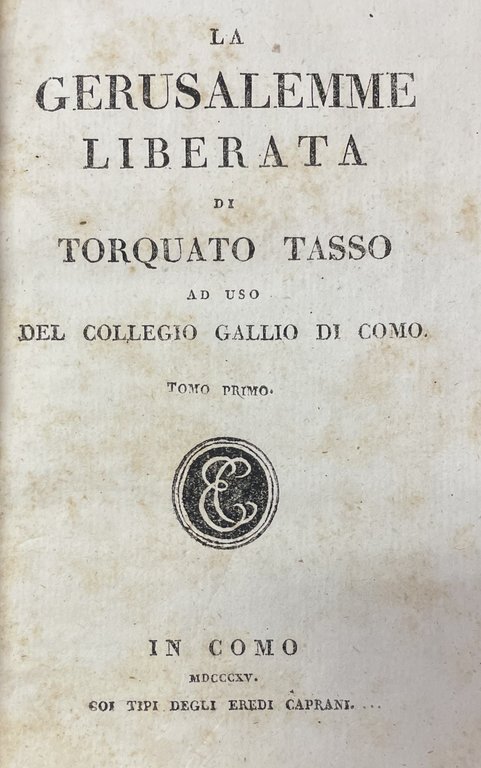 LA
GERUSALEMME
LIBERATA
DI
TORQUATO TASSO
AD USO
DEL COLLEGIO GALLIO DI COMO.
TOMO PRIMO.
IN COMO
MDCCCXV.
COI TIPI DEGLI EREDI CAPRANI. ...